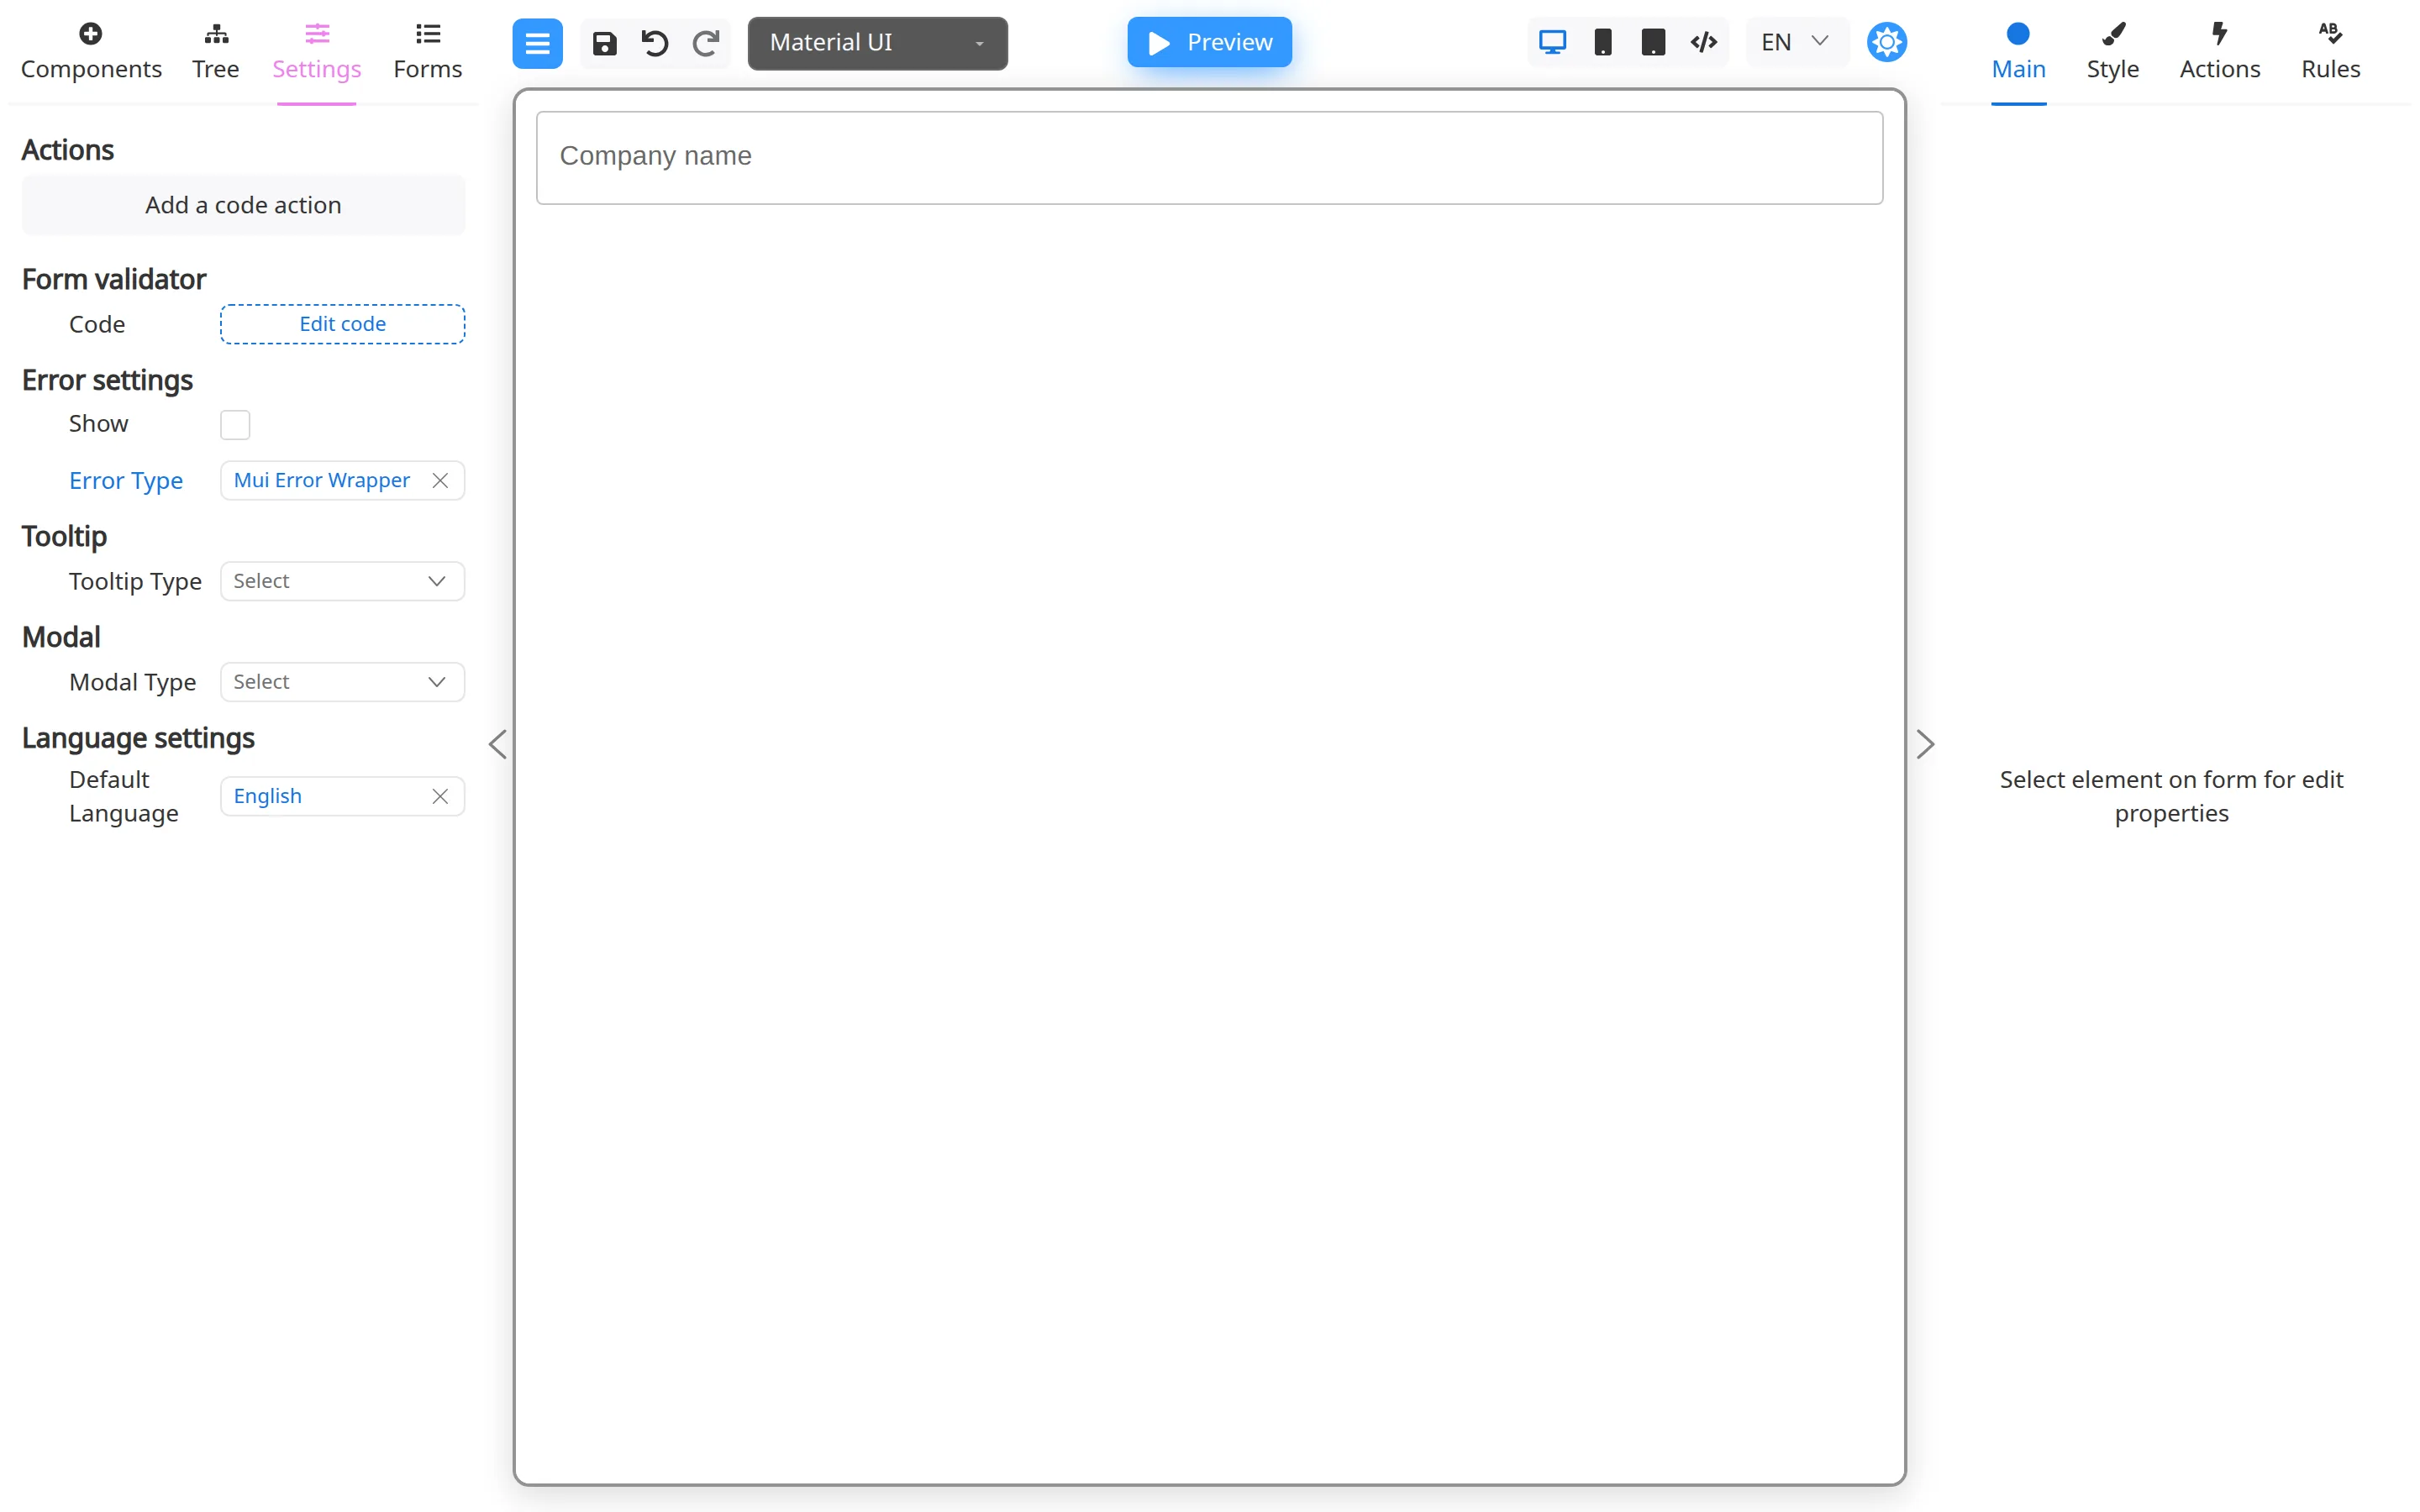 Components
Tree
Settings
Forms
Material UI
Preview
EN
Main
Style
Actions
AB
Rules
Actions
Add a code action
Form validator
Code
Edit code
Error settings
Show
Error Type
Mui Error Wrapper
Tooltip
Tooltip Type
Select
Modal
Modal Type
Select
Language settings
Default
Language
English
Company name
Select element on form for edit
properties